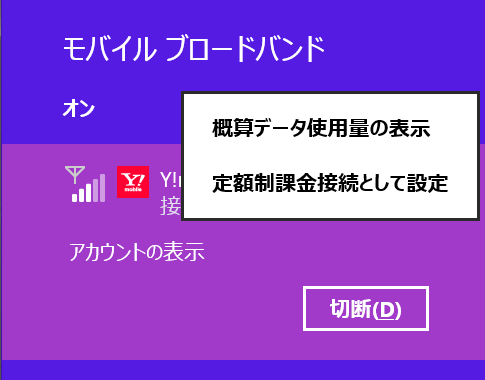 モバイル ブロードバンド
オン
概算データ使用量の表示
定額制課金接続として設定
Y!
mobile
Y!
接
アカウントの表示
切断(D)